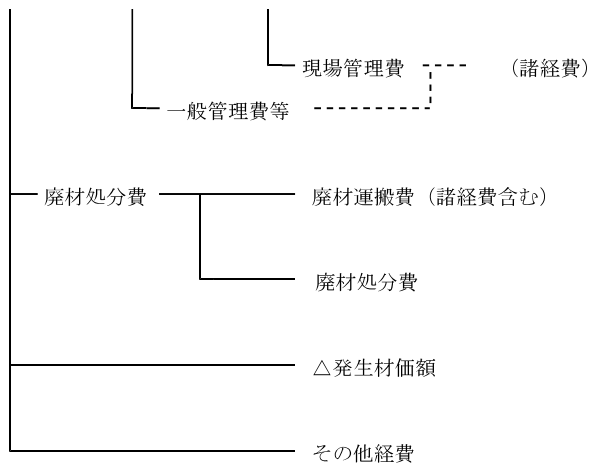 現場管理費 （諸経費）
一般管理費等
廃材処分費 廃材運搬費（諸経費含む）
廃材処分費
△発生材価額
その他経費